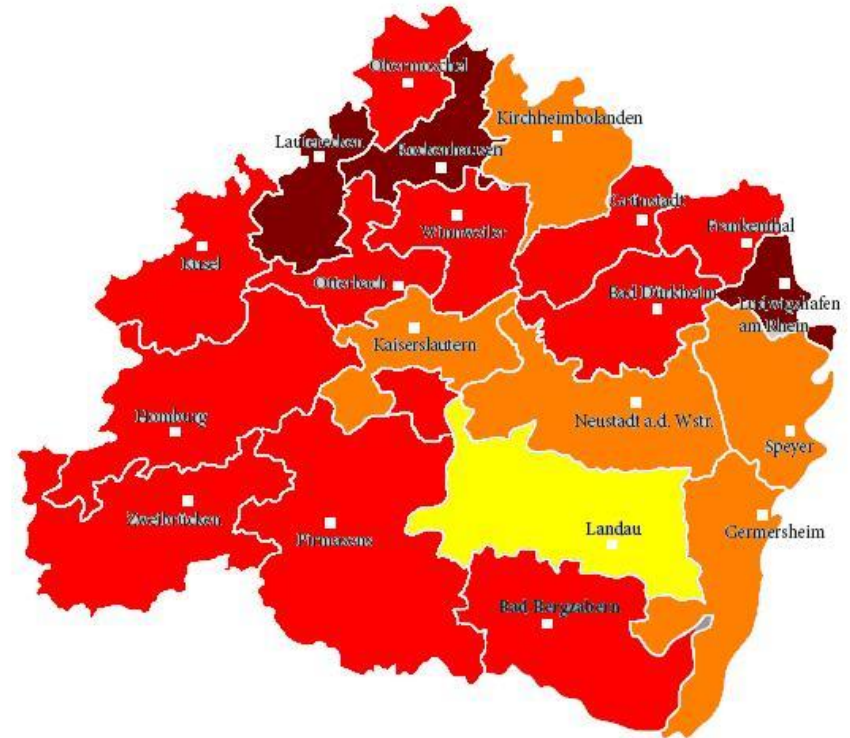 Obermoschel
Kirchheimbolanden
Lauterecken
Rockenhausen
Grünstadt
Winnweiler
Frankenthal
Kusel
Otterbach
Bad Dürkheim
Ludwigshafen
am Rhein
Kaiserslautern
Homburg
Neustadt a.d. Wstr.
Speyer
Zweibrücken
Pirmasens
Landau
Germersheim
Bad Bergzabern